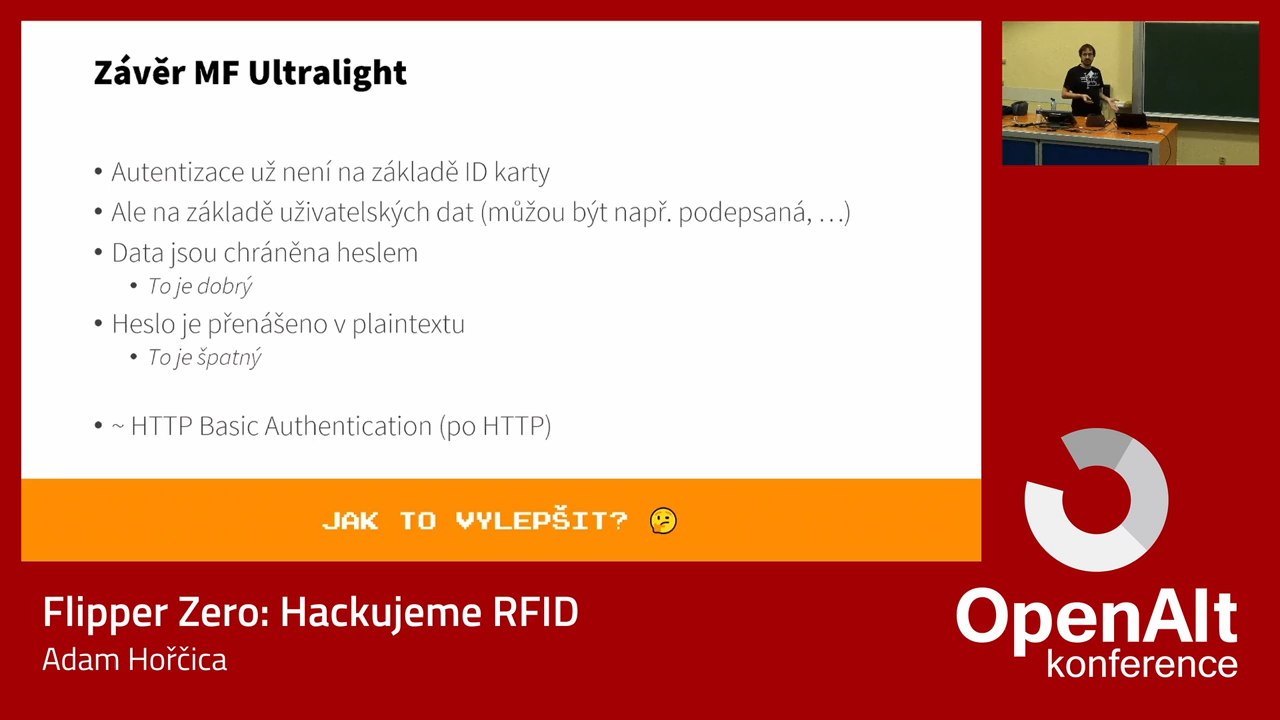 Závěr MF Ultralight
• Autentizace už není na základě ID karty
• Ale na základě uživatelských dat (můžou být např. podepsaná, …)
• Data jsou chráněna heslem
• To je dobrý
• Heslo je přenášeno v plaintextu
• To je špatný
• ~ HTTP Basic Authentication (po HTTP)
JAK TO VYLEPŠIT? 🤔
Flipper Zero: Hackujeme RFID
Adam Hořčica
OpenAlt
konference